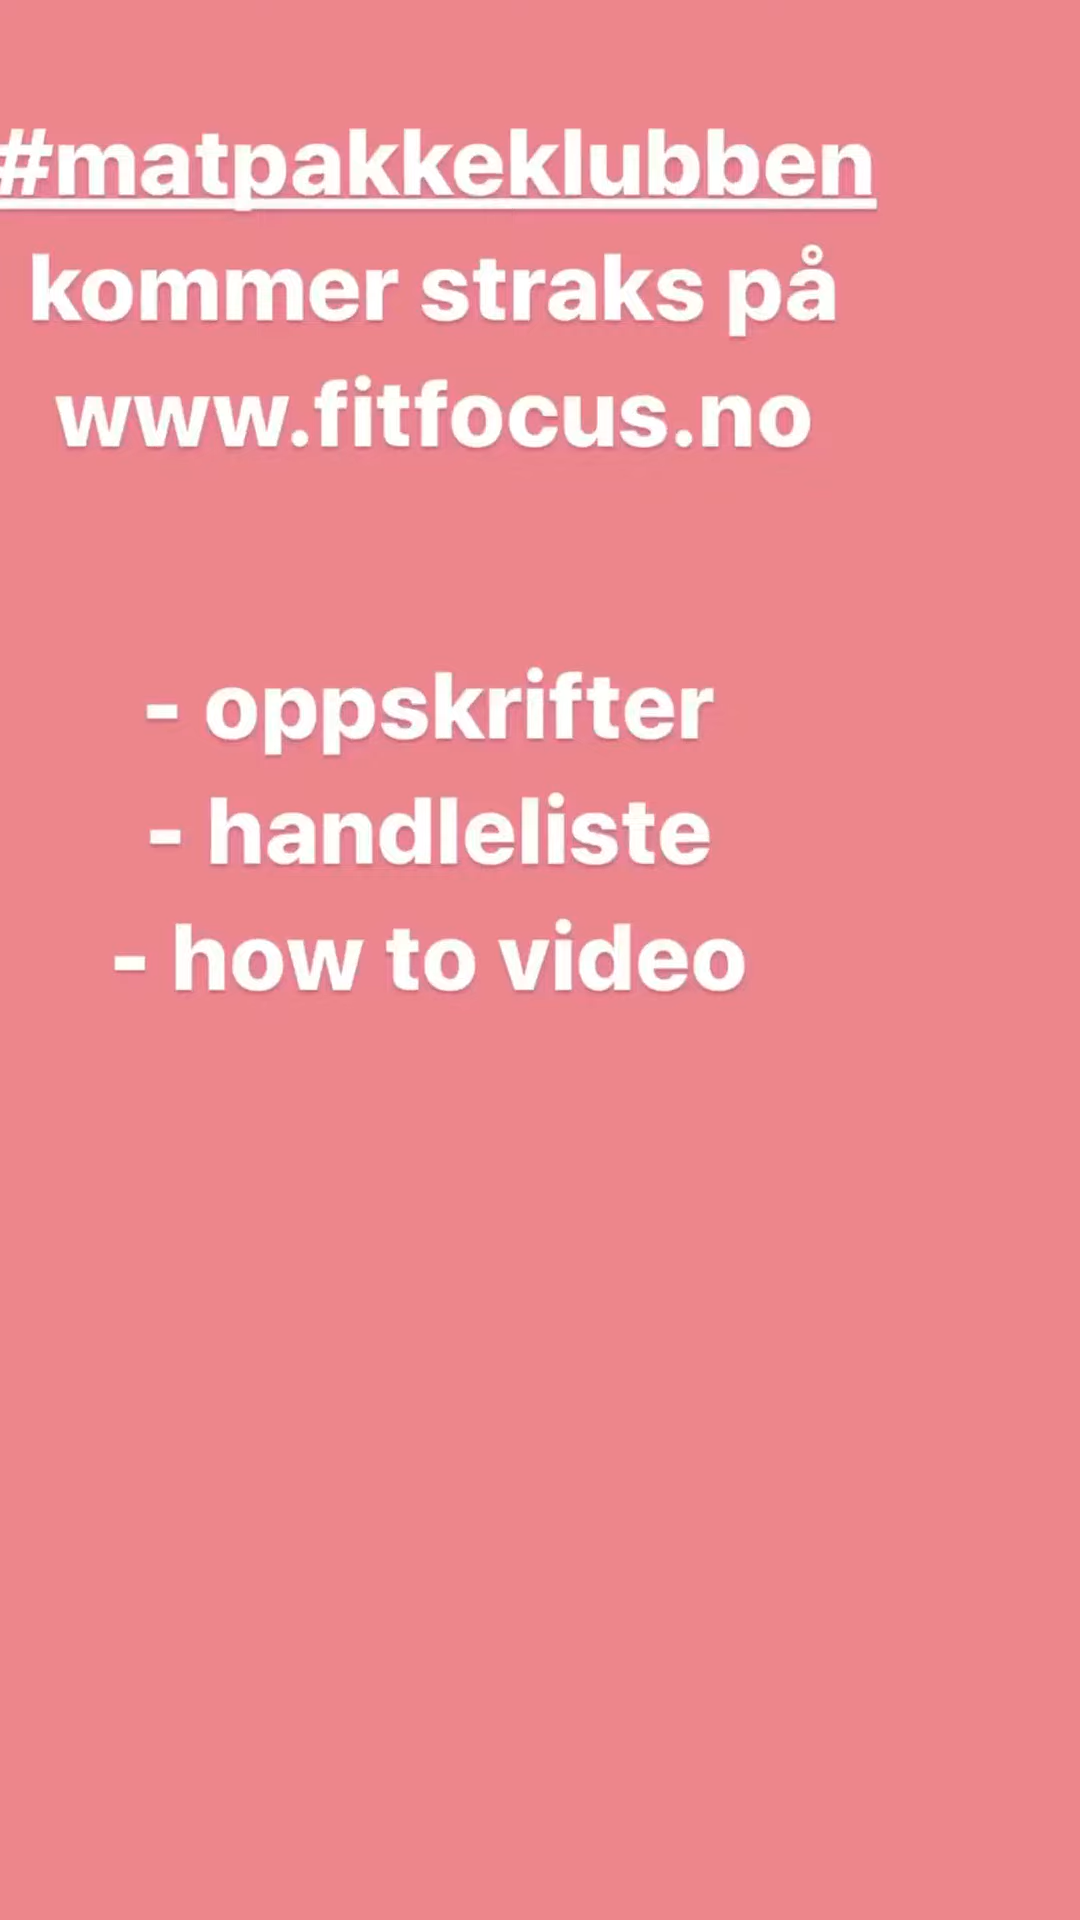 #matpakkeklubben
kommer straks på
www.fitfocus.no
- oppskrifter
- handleliste
- how to video